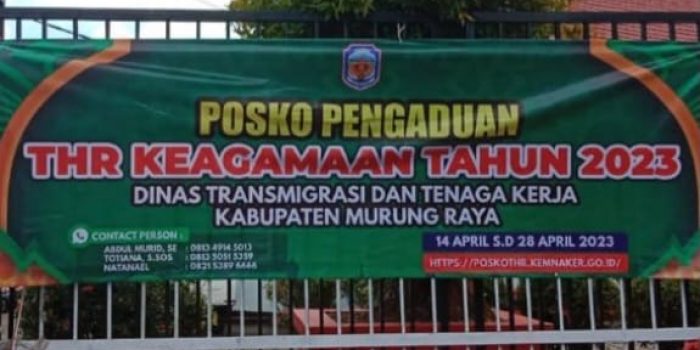 POSKO PENGADUAN
THR KEAGAMAAN TAHUN 2023
DINAS TRANSMIGRASI DAN TENAGA KERJA
KABUPATEN MURUNG RAYA
CONTACT PERSON :
ABDUL MURID, SE : 0813 4914 5013
TOTIANA, S.SOS : 0813 5051 5359
NATANAEL : 0821 5389 6666
14 APRIL S.D 28 APRIL 2023
HTTPS://POSKOTHR.KEMNAKER.GO.ID/